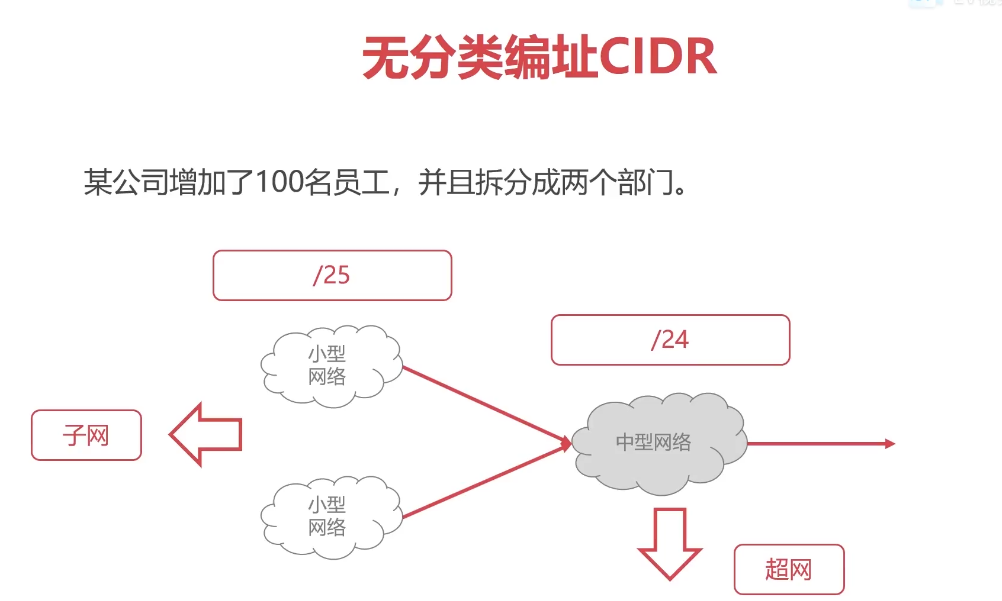 无分类编址CIDR
某公司增加了100名员工，并且拆分成两个部门。
/25
/24
小型
网络
子网
中型网络
小型
网络
超网